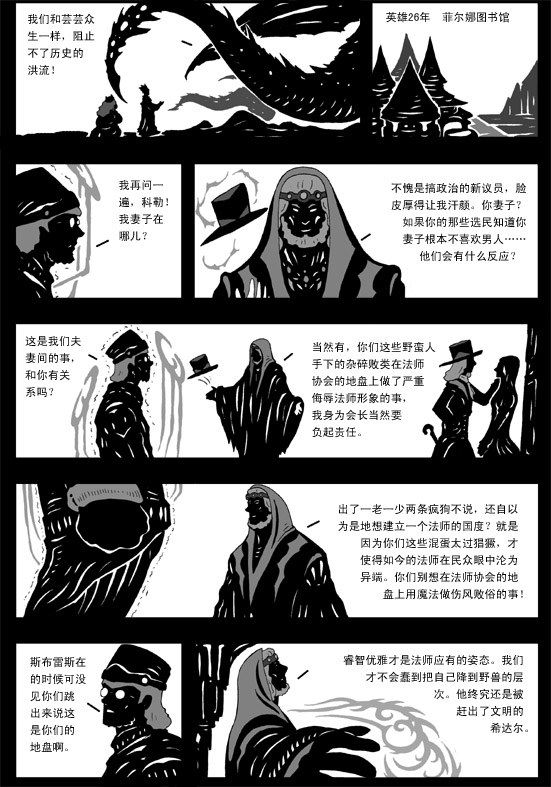 我们和芸芸众
生一样，阻止
不了历史的
洪流！
英雄26年 菲尔娜图书馆
我再问一
遍，科勒！
我妻子在
哪儿？
不愧是搞政治的新议员，脸
皮厚得让我汗颜。你妻子？
如果你的那些选民知道你
妻子根本不喜欢男人……
他们会有什么反应？
这是我们夫
妻间的事，
和你有关
系吗？
当然有，你们这些野蛮人
手下的杂碎败类在法师
协会的地盘上做了严重
侮辱法师形象的事，
我身为会长当然要
负起责任。
出了一老一少两条疯狗不说，还自以
为是地想建立一个法师的国度？就是
因为你们这些混蛋太过猖獗，才
使得如今的法师在民众眼中沦为
异端。你们别想在法师协会的地
盘上用魔法做伤风败俗的事！
斯布雷斯在
的时候可没
见你们跳
出来说这
是你们的
地盘啊。
睿智优雅才是法师应有的姿态。我们
才不会蠢到把自己降到野兽的层
次。他终究还是被
赶出了文明的
希达尔。